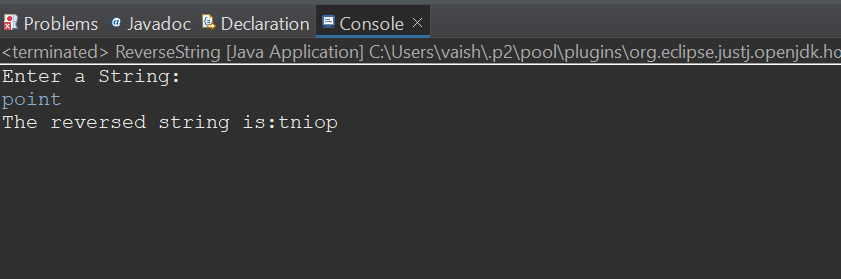 Problems Javadoc Declaration Console
<terminated> ReverseString [Java Application] C:\Users\vaish\.p2\pool\plugins\org.eclipse.justj.openjdk.ho
Enter a String:
point
The reversed string is:tniop